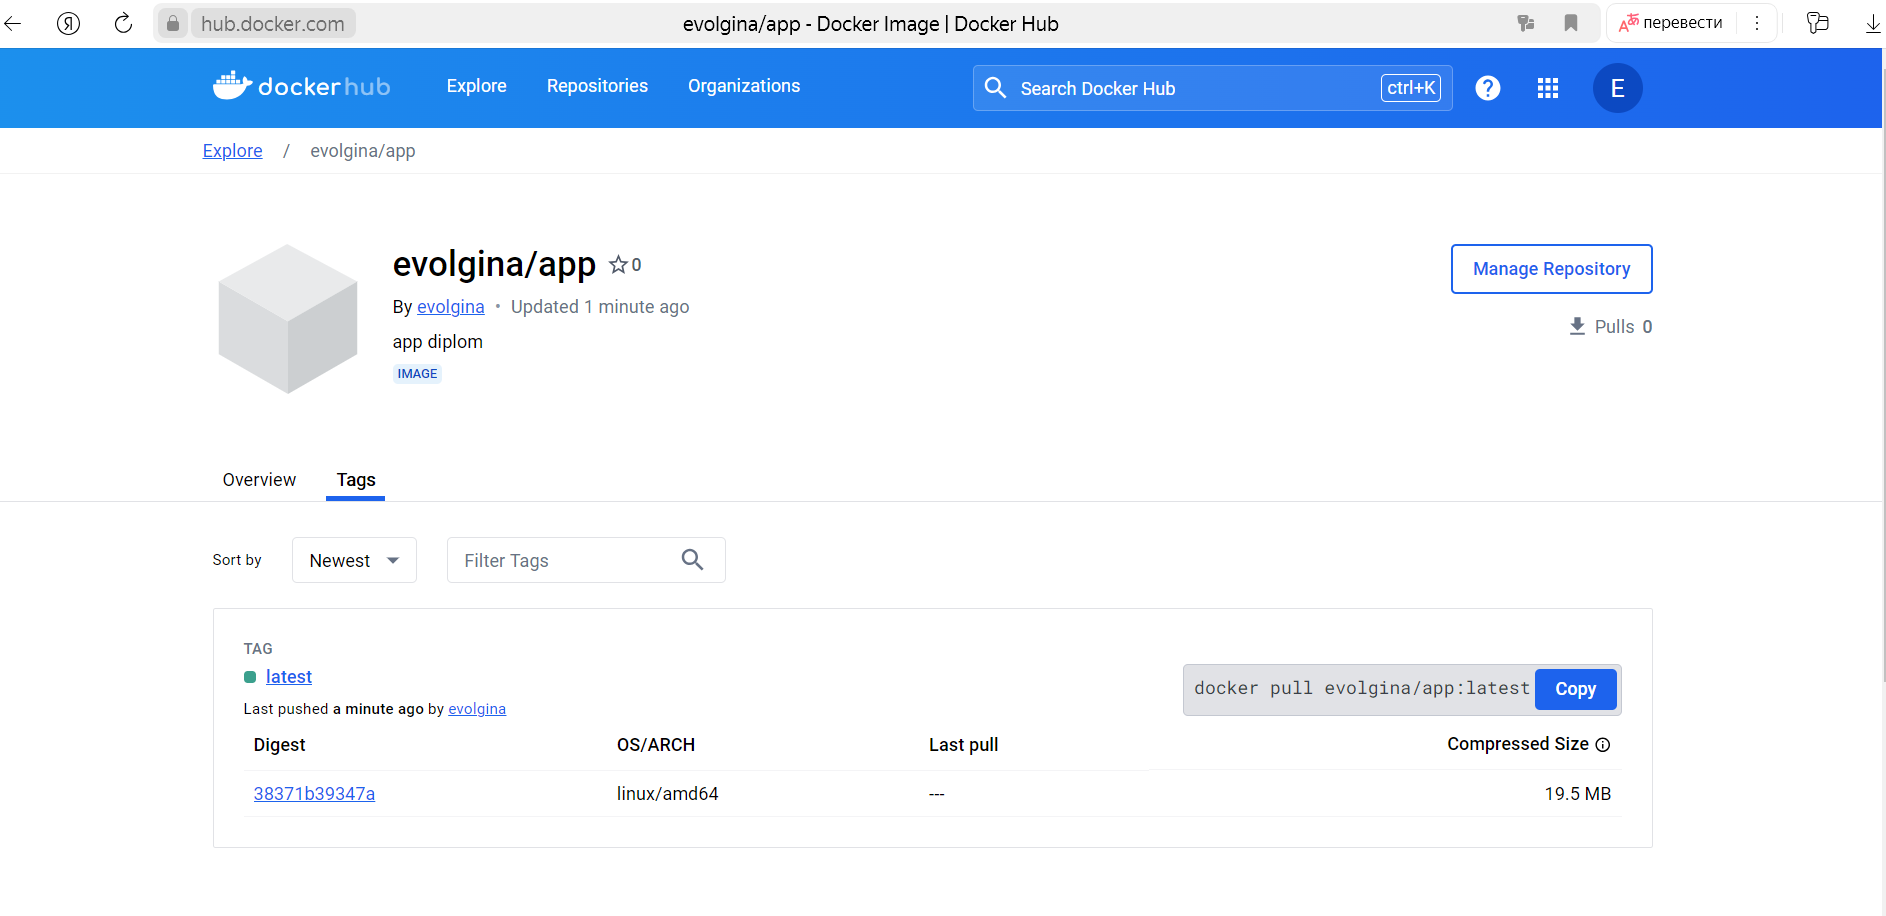 hub.docker.com
evolgina/app - Docker Image | Docker Hub
перевести
dockerhub
Explore
Repositories
Organizations
Search Docker Hub
ctrl+K
?
E
Explore / evolgina/app
evolgina/app
0
Manage Repository
By evolgina • Updated 1 minute ago
Pulls 0
app diplom
IMAGE
Overview
Tags
Sort by
Newest
Filter Tags
TAG
latest
docker pull evolgina/app:latest
Copy
Last pushed a minute ago by evolgina
Digest OS/ARCH Last pull Compressed Size
38371b39347a linux/amd64 --- 19.5 MB